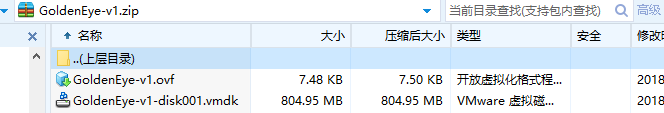 GoldenEye-v1.zip 当前目录查找(支持包内查找) 高级
名称 大小 压缩后大小 类型 安全 修改时
..(上层目录)
GoldenEye-v1.ovf 7.48 KB 7.50 KB 开放虚拟化格式程... 2018
GoldenEye-v1-disk001.vmdk 804.95 MB 804.95 MB VMware 虚拟磁... 2018